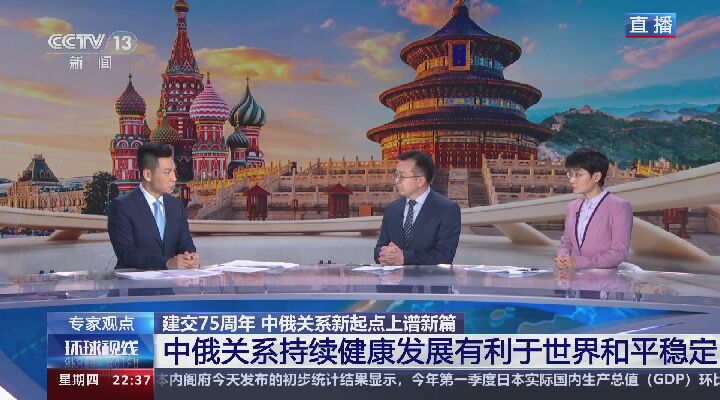 CCTV 13
新闻
直播
专家观点
建交75周年 中俄关系新起点上谱新篇
环球视线
GLOBAL WATCH
中俄关系持续健康发展有利于世界和平稳定
星期四 22:37
本内阁府今天发布的初步统计结果显示，今年第一季度日本实际国内生产总值（GDP）环比